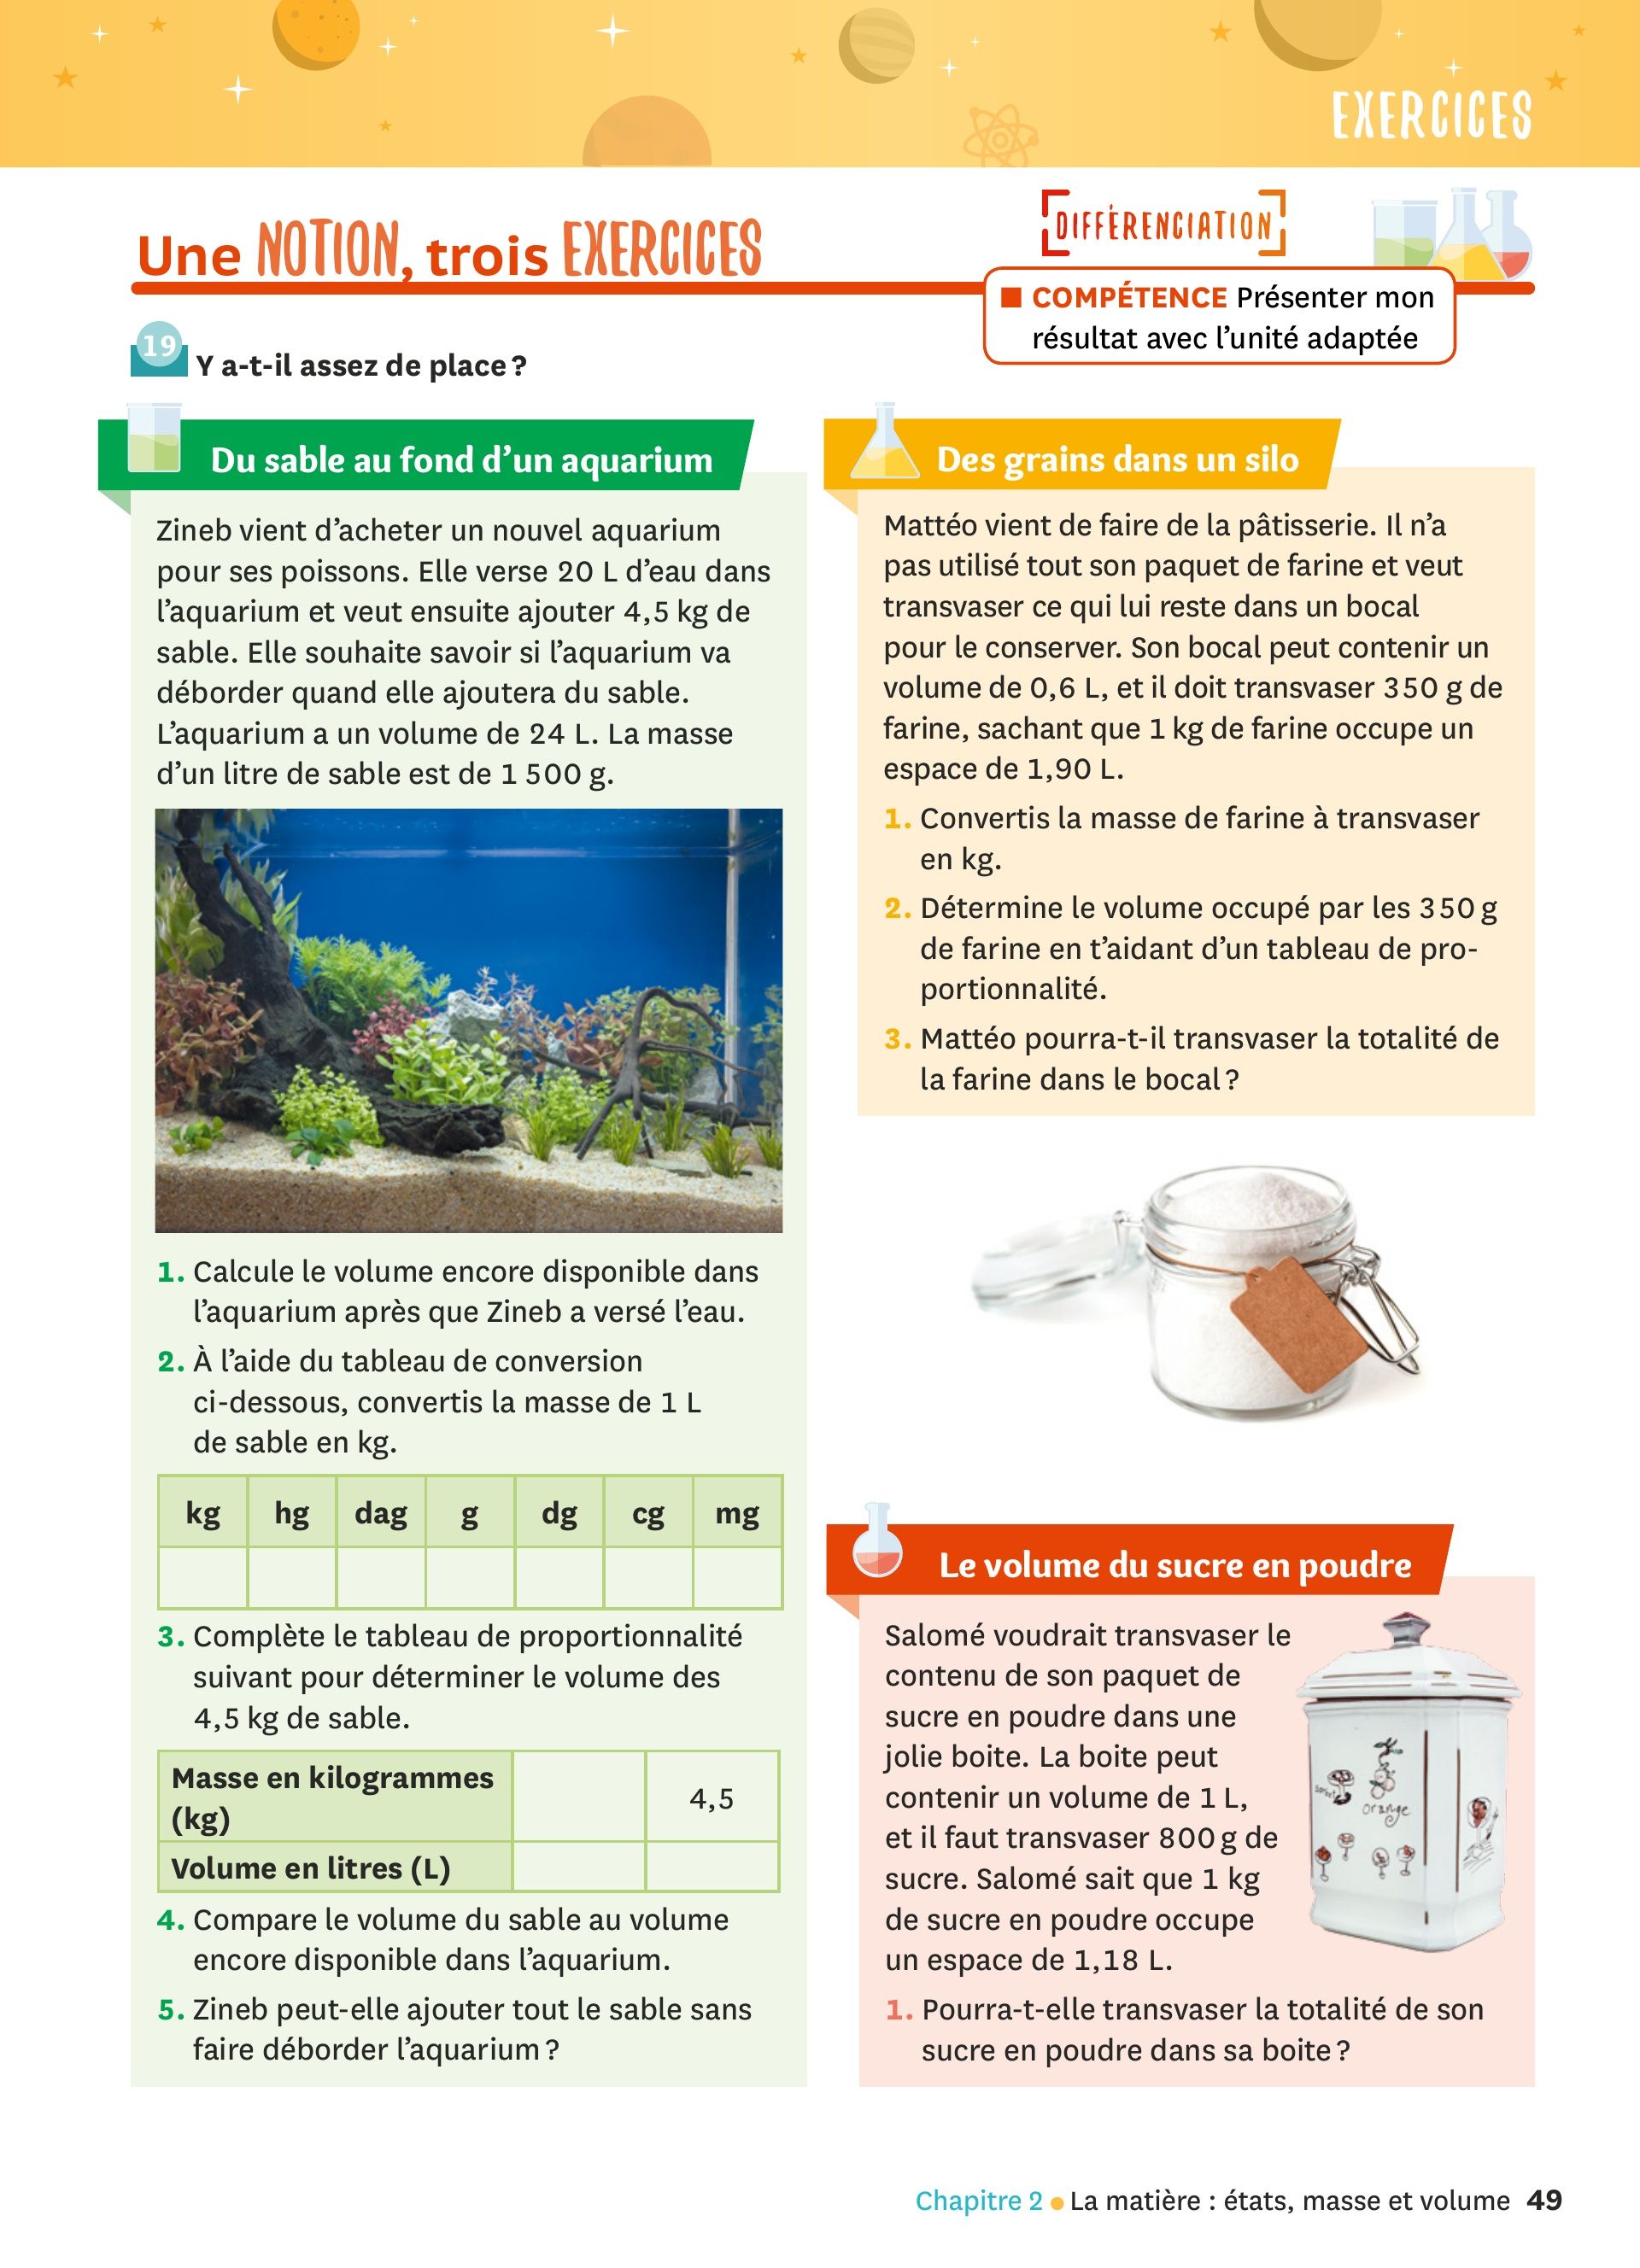 EXERCICES
Une NOTION, trois EXERCICES
DIFFÉRENCIATION
COMPÉTENCE Présenter mon
résultat avec l'unité adaptée
19
Y a-t-il assez de place ?
Du sable au fond d'un aquarium
Zineb vient d'acheter un nouvel aquarium
pour ses poissons. Elle verse 20 L d'eau dans
l'aquarium et veut ensuite ajouter 4,5 kg de
sable. Elle souhaite savoir si l'aquarium va
déborder quand elle ajoutera du sable.
L'aquarium a un volume de 24 L. La masse
d'un litre de sable est de 1 500 g.
1. Calcule le volume encore disponible dans
l'aquarium après que Zineb a versé l'eau.
2. À l'aide du tableau de conversion
ci-dessous, convertis la masse de 1 L
de sable en kg.
kg hg dag g dg cg mg
3. Complète le tableau de proportionnalité
suivant pour déterminer le volume des
4,5 kg de sable.
Masse en kilogrammes
(kg)
4,5
Volume en litres (L)
4. Compare le volume du sable au volume
encore disponible dans l'aquarium.
5. Zineb peut-elle ajouter tout le sable sans
faire déborder l'aquarium ?
Des grains dans un silo
Mattéo vient de faire de la pâtisserie. Il n'a
pas utilisé tout son paquet de farine et veut
transvaser ce qui lui reste dans un bocal
pour le conserver. Son bocal peut contenir un
volume de 0,6 L, et il doit transvaser 350 g de
farine, sachant que 1 kg de farine occupe un
espace de 1,90 L.
1. Convertis la masse de farine à transvaser
en kg.
2. Détermine le volume occupé par les 350 g
de farine en t'aidant d'un tableau de pro-
portionnalité.
3. Mattéo pourra-t-il transvaser la totalité de
la farine dans le bocal ?
Le volume du sucre en poudre
Salomé voudrait transvaser le
contenu de son paquet de
sucre en poudre dans une
jolie boite. La boite peut
contenir un volume de 1 L,
et il faut transvaser 800 g de
sucre. Salomé sait que 1 kg
de sucre en poudre occupe
un espace de 1,18 L.
orange
1. Pourra-t-elle transvaser la totalité de son
sucre en poudre dans sa boite ?
Chapitre 2 ● La matière : états, masse et volume 49